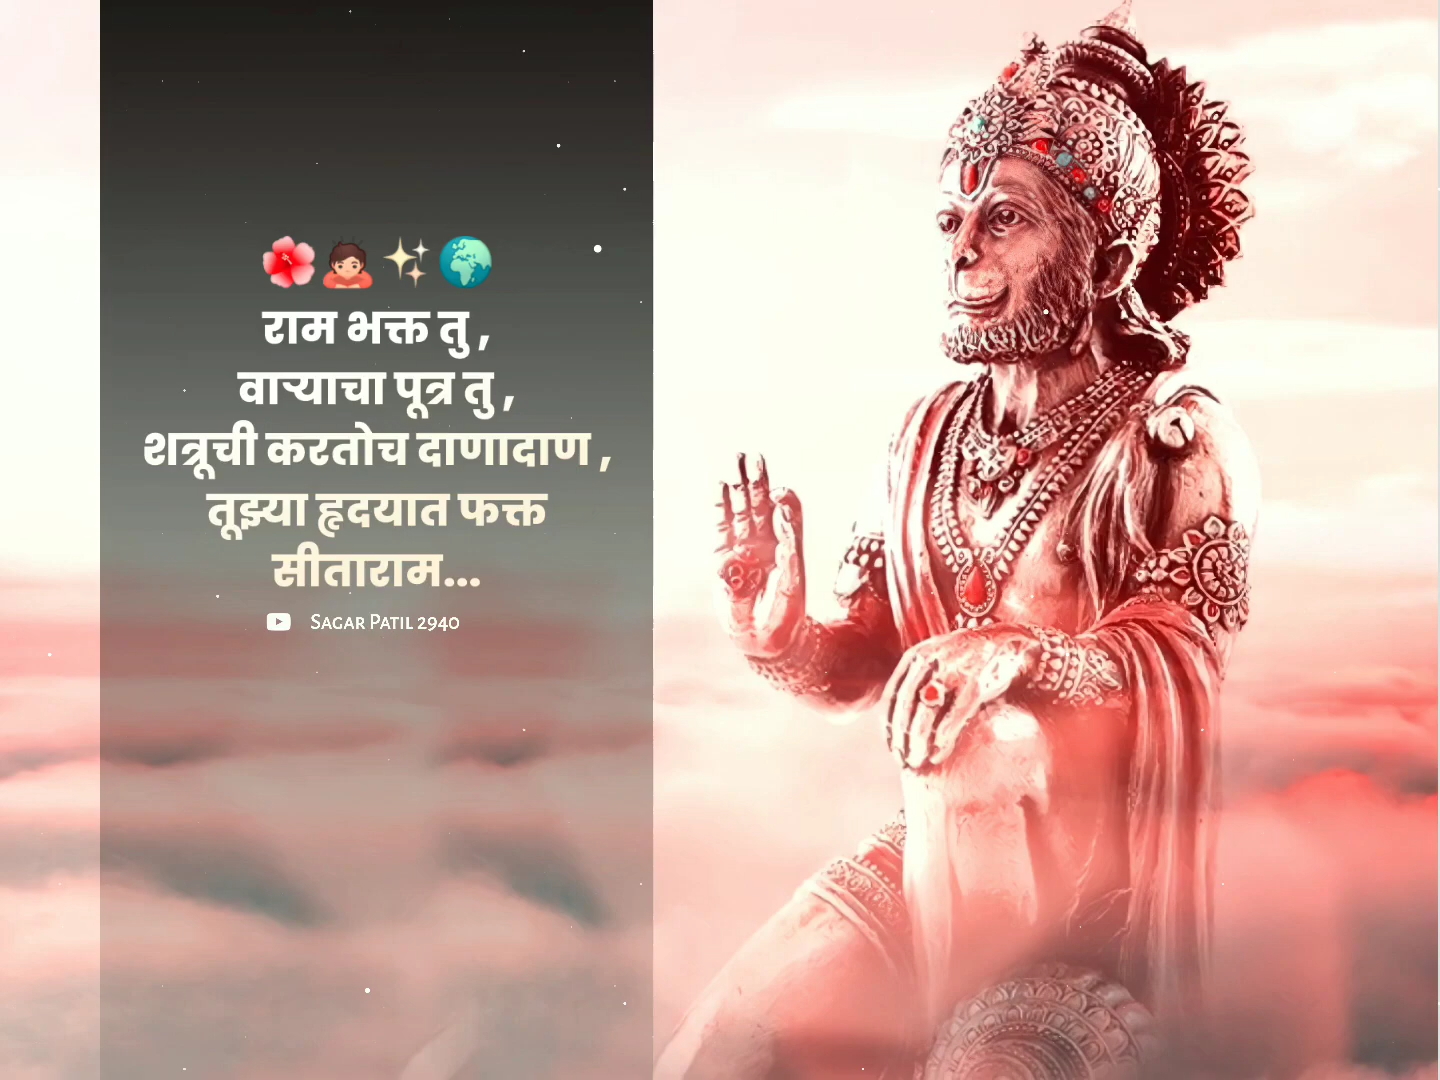 🌺🙇✨🌍
राम भक्त तु ,
वाऱ्याचा पूत्र तु ,
शत्रूची करतोच दाणादाण ,
तूझ्या हृदयात फक्त
सीताराम...
Sagar Patil 2940